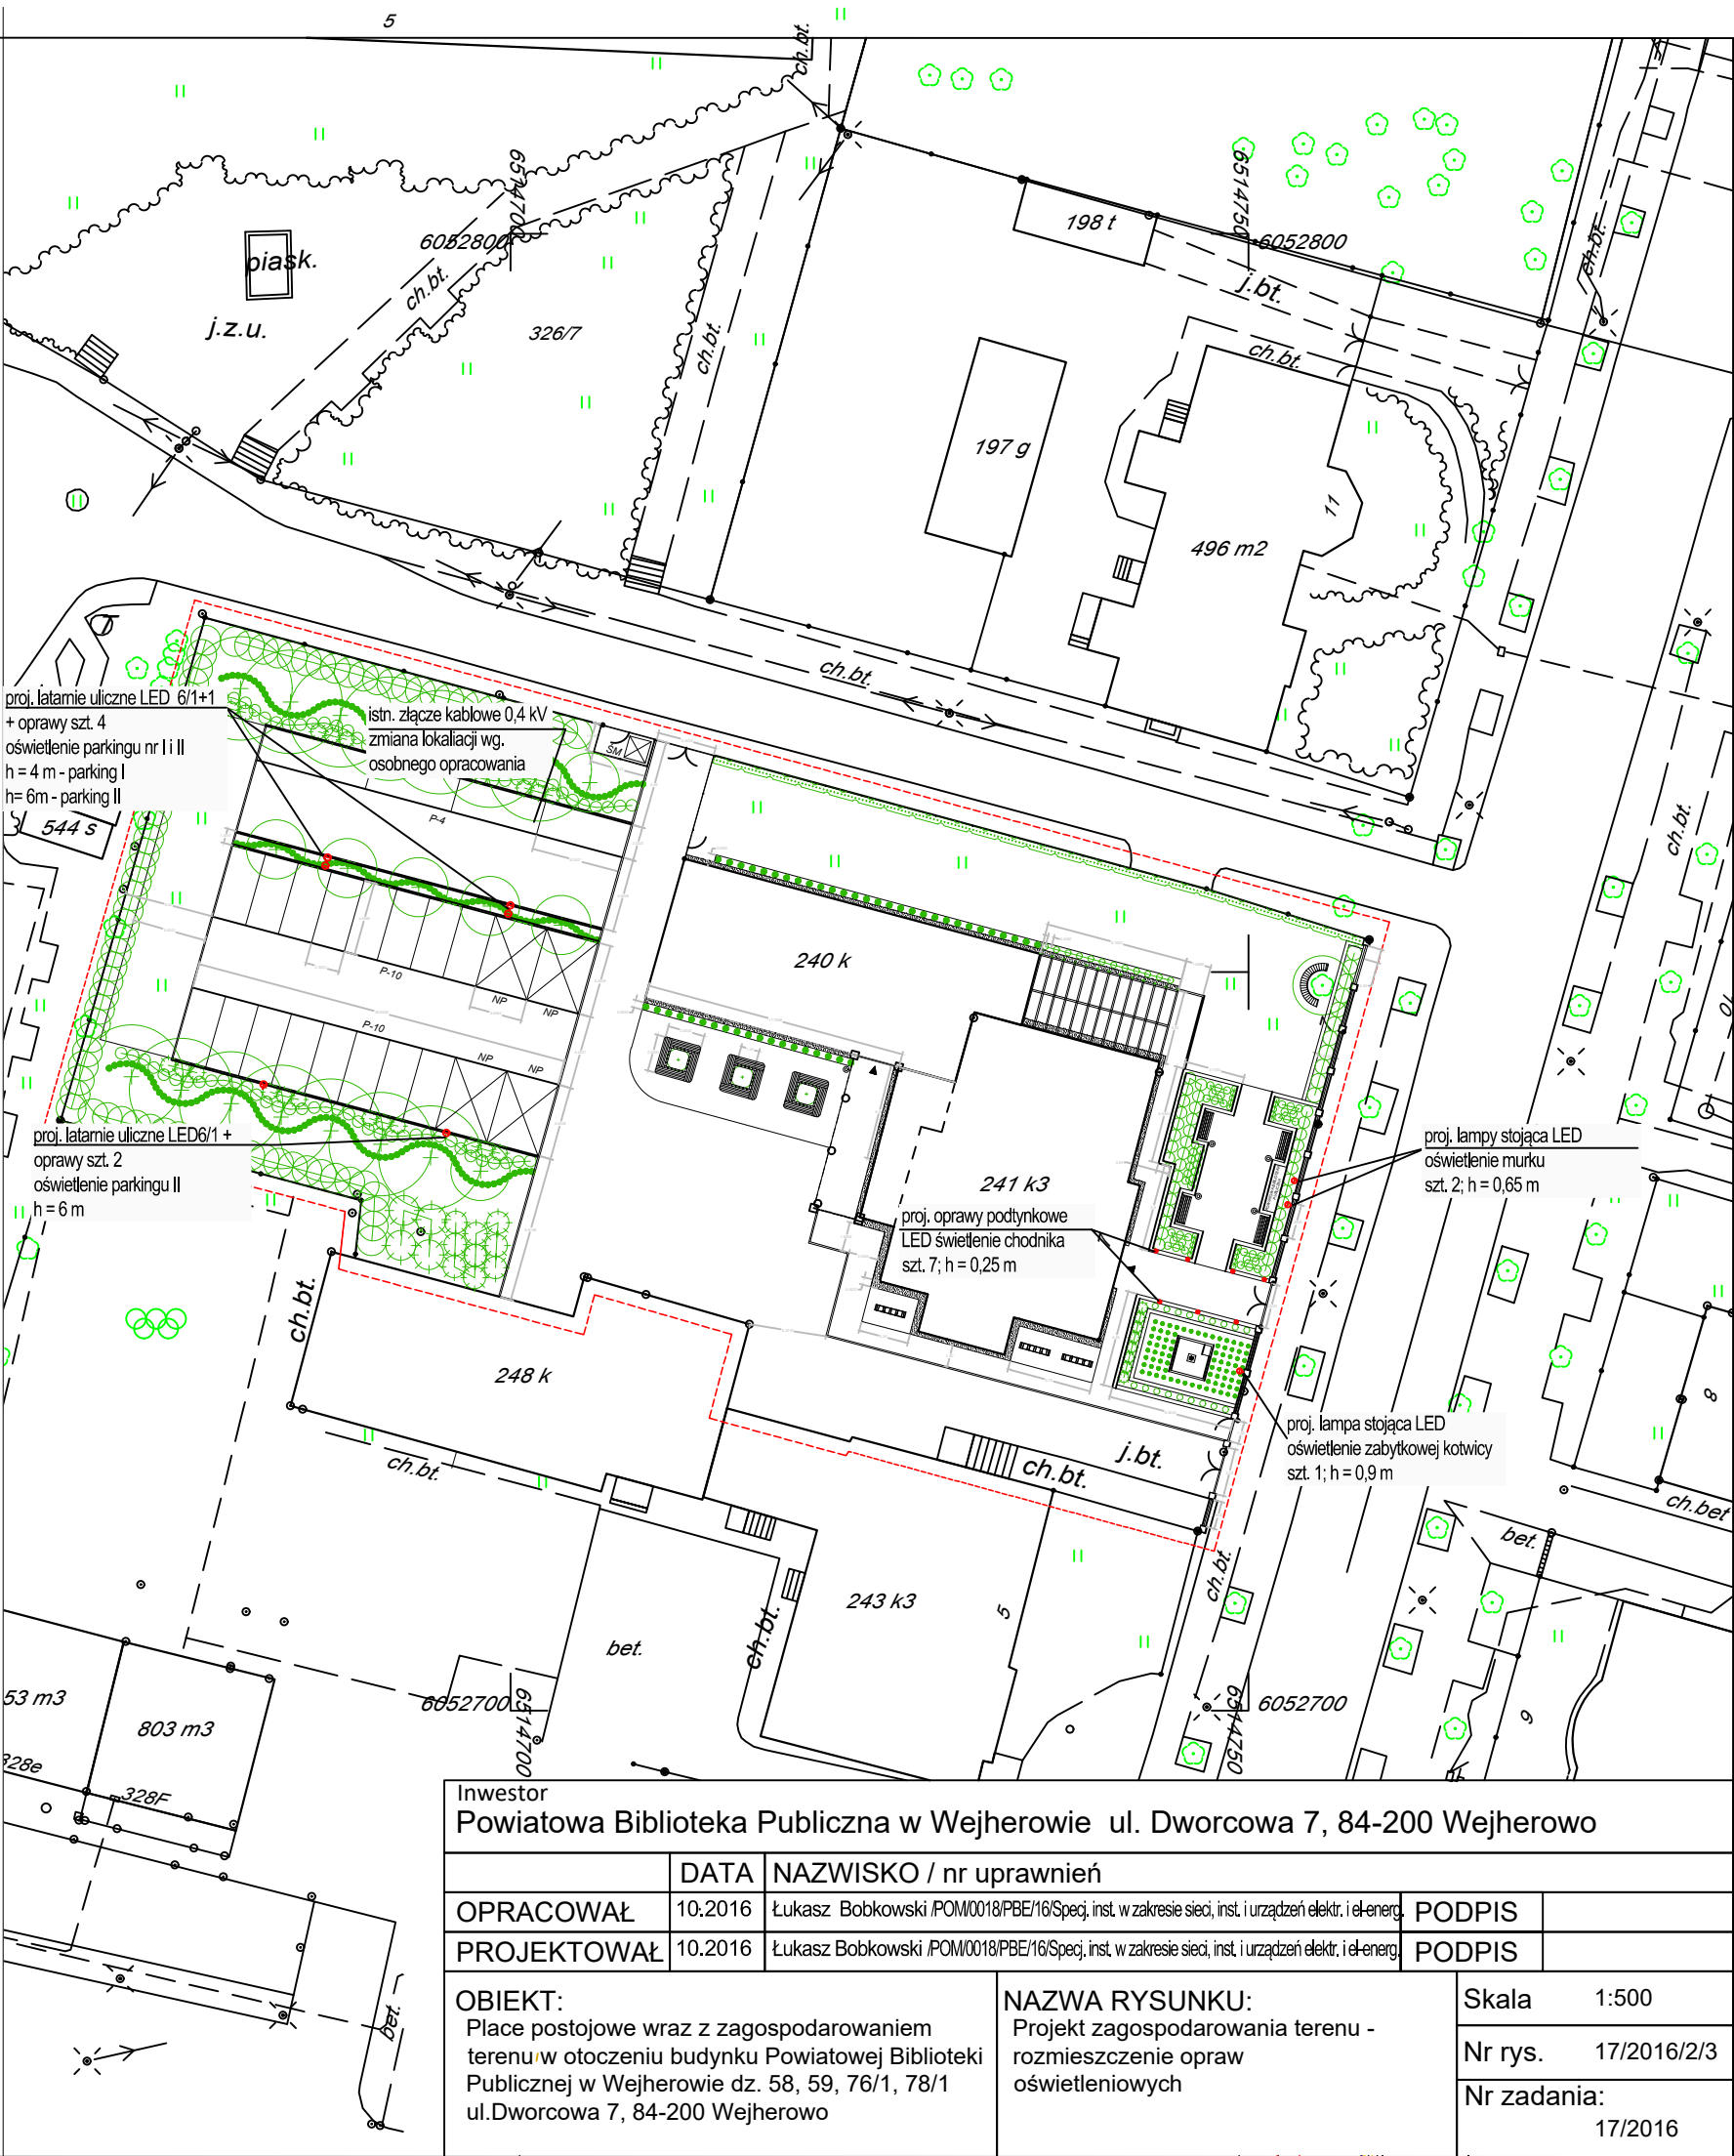 5
ch.bt.
6514700
6052800
piask.
j.z.u.
ch.bt.
326/7
ch.bt.
198 t
6514750
6052800
j.bt.
ch.bt.
ch.bt.
197 g
11
496 m2
ch.bt.
proj. latarnie uliczne LED 6/1+1
+ oprawy szt. 4
oświetlenie parkingu nr I i II
h = 4 m - parking I
h= 6m - parking II
544 s
istn. złącze kablowe 0,4 kV
zmiana lokaliacji wg.
osobnego opracowania
ŚM
P-4
P-10
NP
NP
P-10
NP
NP
240 k
ch.bt.
10
proj. latarnie uliczne LED6/1 +
oprawy szt. 2
oświetlenie parkingu II
h = 6 m
241 k3
proj. oprawy podtynkowe
LED świetlenie chodnika
szt. 7; h = 0,25 m
proj. lampy stojąca LED
oświetlenie murku
szt. 2; h = 0,65 m
proj. lampa stojąca LED
oświetlenie zabytkowej kotwicy
szt. 1; h = 0,9 m
ch.bt.
248 k
ch.bt.
j.bt.
ch.bt.
8
ch.bet
bet.
ch.bt.
243 k3
5
bet.
ch.bt.
6052700
6514700
6514750
6052700
9
53 m3
803 m3
328e
328F
bet.
Inwestor
Powiatowa Biblioteka Publiczna w Wejherowie ul. Dworcowa 7, 84-200 Wejherowo
DATA NAZWISKO / nr uprawnień
OPRACOWAŁ 10.2016 Łukasz Bobkowski /POM/0018/PBE/16/Specj. inst. w zakresie sieci, inst. i urządzeń elektr. i el-energ. PODPIS
PROJEKTOWAŁ 10.2016 Łukasz Bobkowski /POM/0018/PBE/16/Specj. inst. w zakresie sieci, inst. i urządzeń elektr. i el-energ. PODPIS
OBIEKT:
Place postojowe wraz z zagospodarowaniem
terenu w otoczeniu budynku Powiatowej Biblioteki
Publicznej w Wejherowie dz. 58, 59, 76/1, 78/1
ul.Dworcowa 7, 84-200 Wejherowo
NAZWA RYSUNKU:
Projekt zagospodarowania terenu -
rozmieszczenie opraw
oświetleniowych
Skala 1:500
Nr rys. 17/2016/2/3
Nr zadania:
17/2016